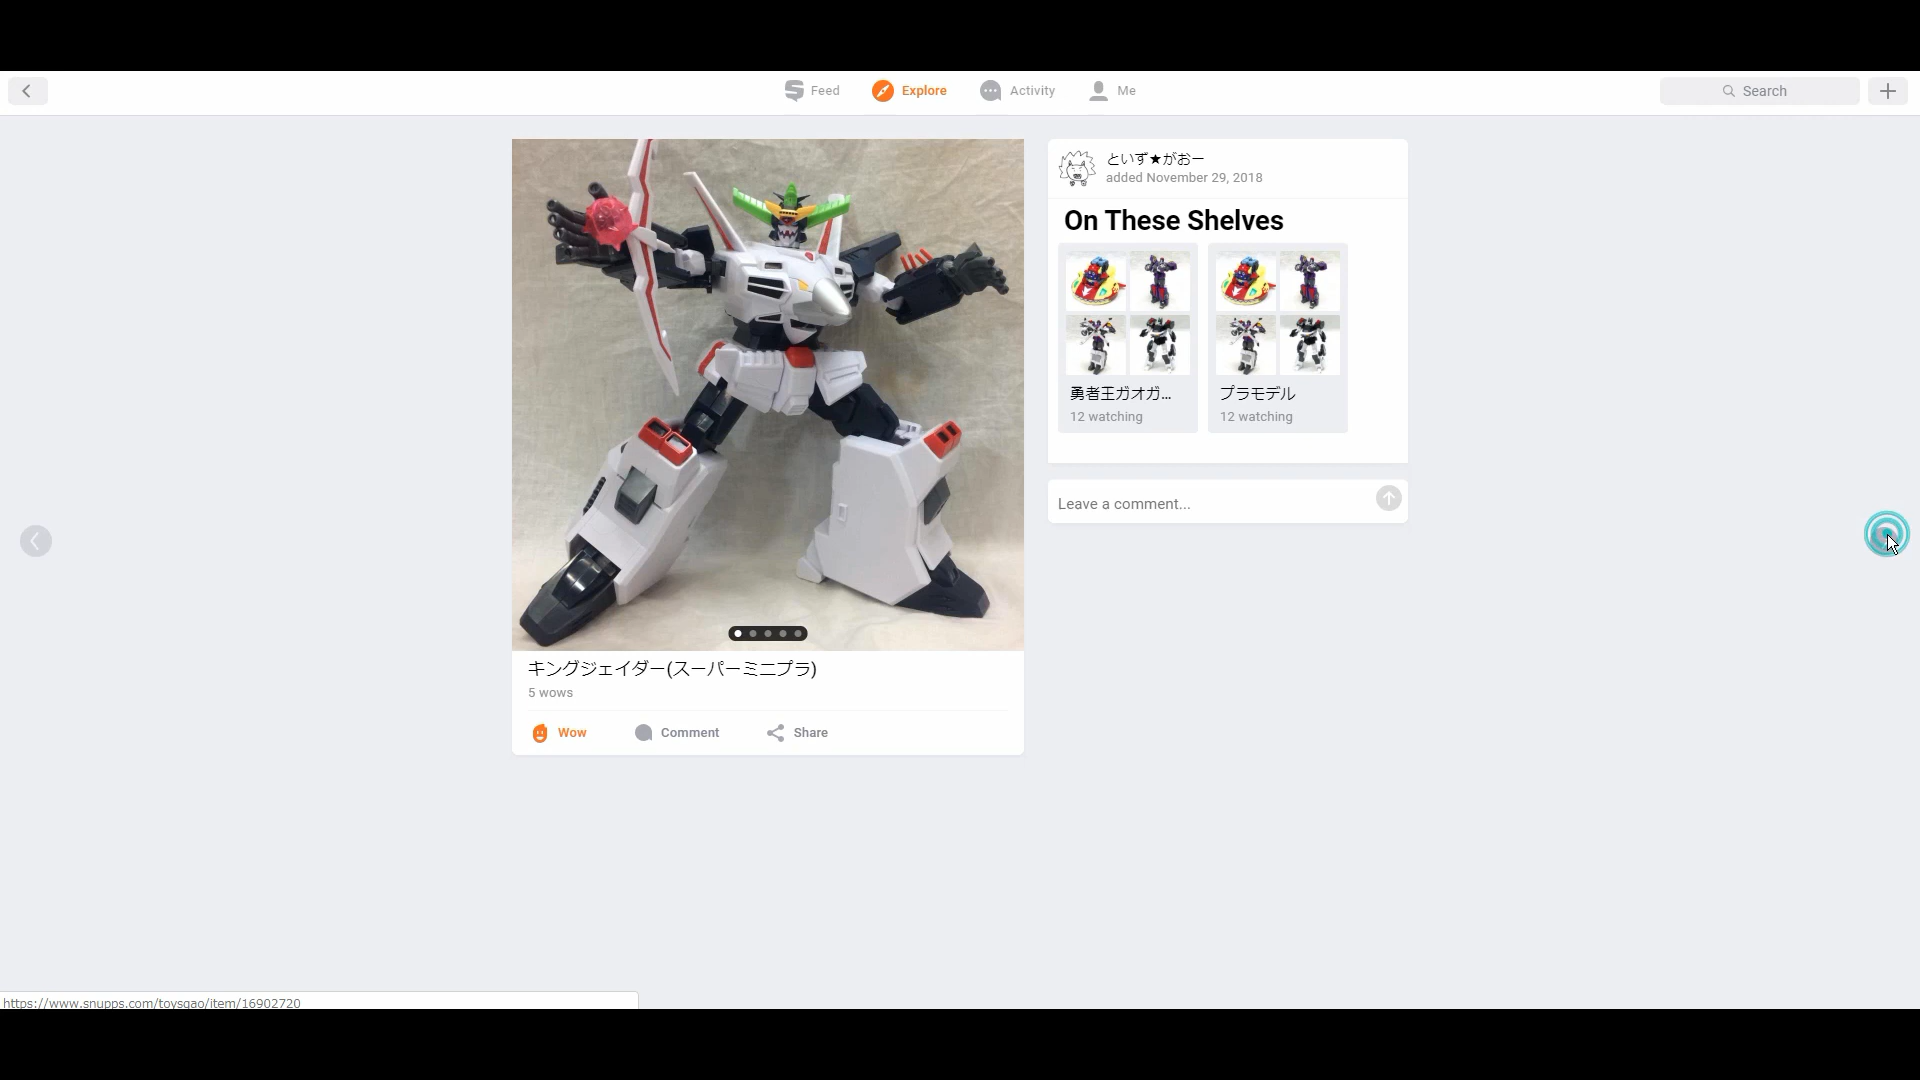 Feed
Explore
Activity
Me
Search
といず★がおー
added November 29, 2018
On These Shelves
勇者王ガオガ...
12 watching
プラモデル
12 watching
Leave a comment...
キングジェイダー(スーパーミニプラ)
5 wows
Wow
Comment
Share
https://www.snupps.com/toysgao/item/16902720